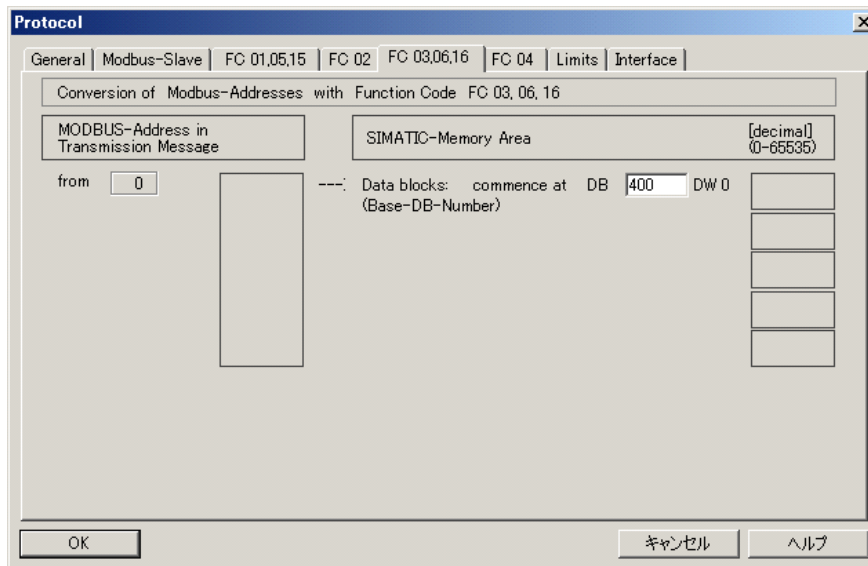 Protocol
General Modbus-Slave FC 01,05,15 FC 02 FC 03,06,16 FC 04 Limits Interface
Conversion of Modbus-Addresses with Function Code FC 03, 06, 16
MODBUS-Address in
Transmission Message
SIMATIC-Memory Area
[decimal]
(0-65535)
from 0 ---: Data blocks: commence at DB 400 DW 0
(Base-DB-Number)
OK キャンセル ヘルプ